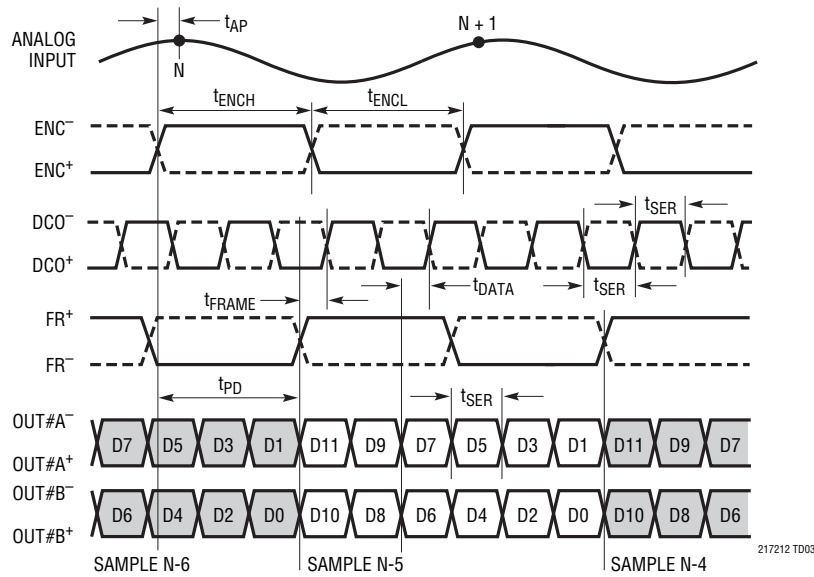 tAP
ANALOG
INPUT
N
N + 1
tENCH
tENCL
ENC–
ENC+
DCO–
DCO+
tSER
tFRAME
tDATA
tSER
FR+
FR–
tPD
tSER
OUT#A–
OUT#A+
D7 D5 D3 D1 D11 D9 D7 D5 D3 D1 D11 D9 D7
OUT#B–
OUT#B+
D6 D4 D2 D0 D10 D8 D6 D4 D2 D0 D10 D8 D6
SAMPLE N-6
SAMPLE N-5
SAMPLE N-4
217212 TD03